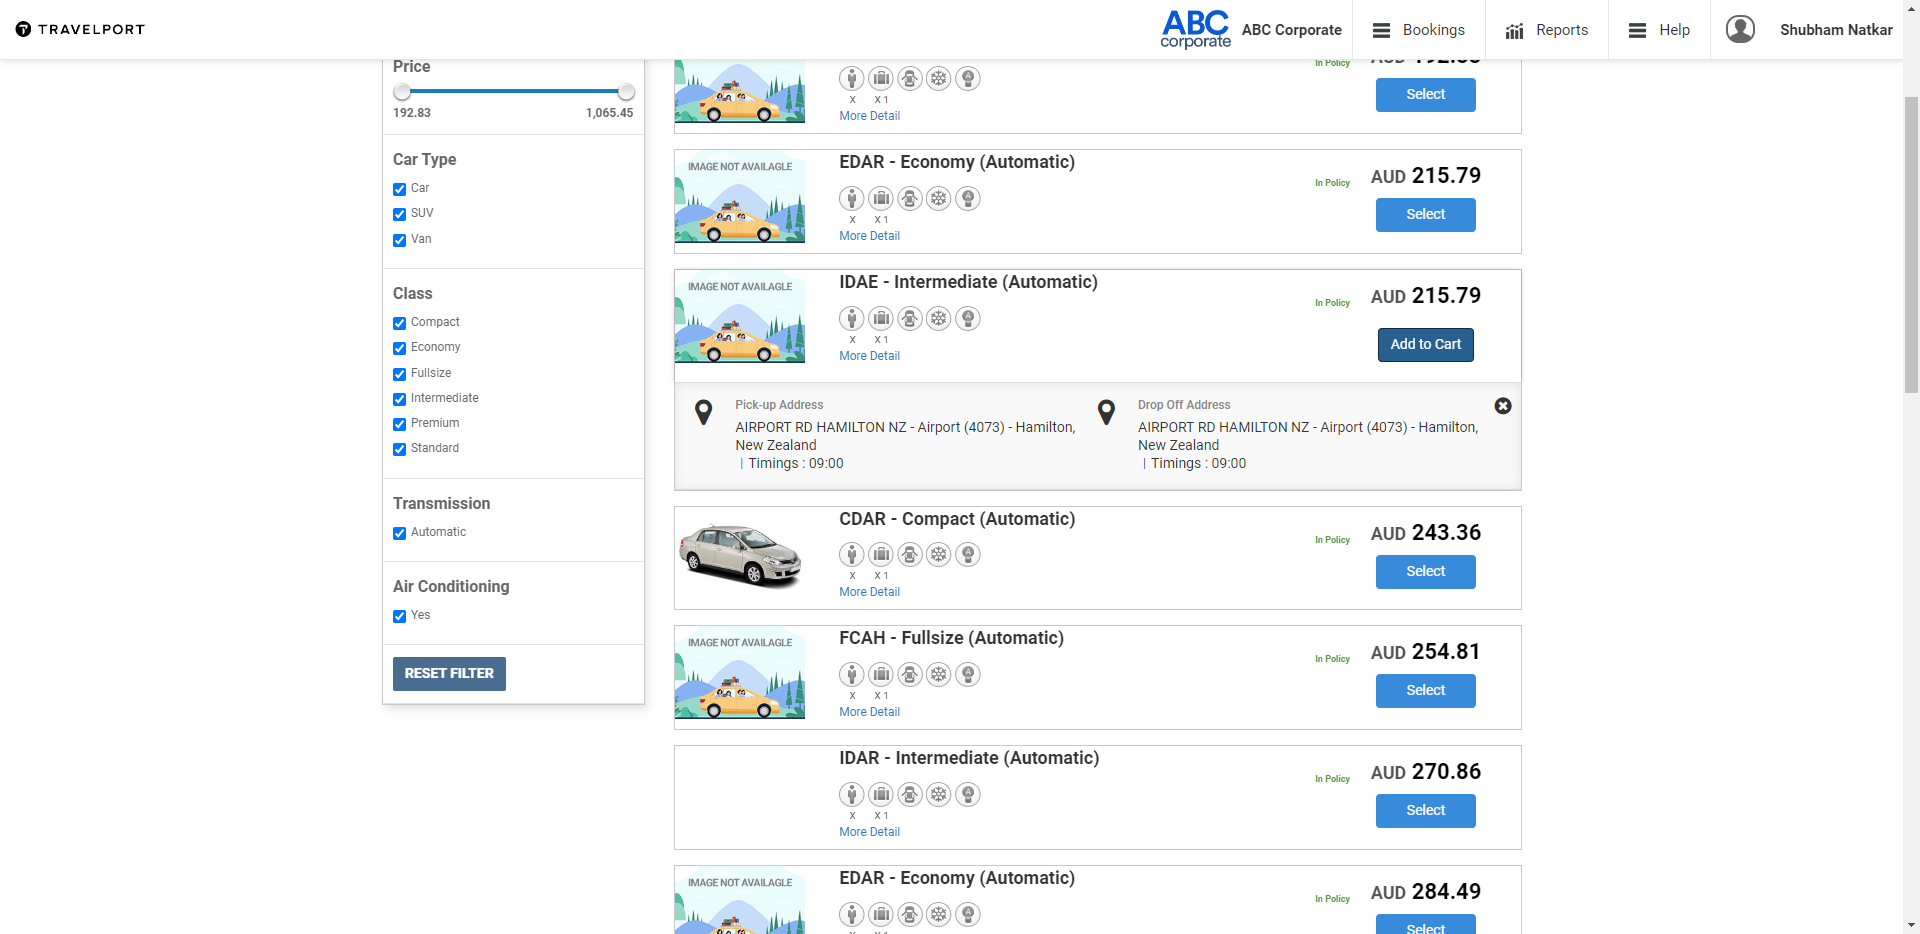 TRAVELPORT
ABC
corporate
ABC Corporate
Bookings
Reports
Help
Shubham Natkar
Price
192.83
1,065.45
Car Type
Car
SUV
Van
Class
Compact
Economy
Fullsize
Intermediate
Premium
Standard
Transmission
Automatic
Air Conditioning
Yes
RESET FILTER
In Policy
AUD
X X 1
Select
More Detail
IMAGE NOT AVAILAGLE
EDAR - Economy (Automatic)
In Policy
AUD 215.79
X X 1
Select
More Detail
IMAGE NOT AVAILAGLE
IDAE - Intermediate (Automatic)
In Policy
AUD 215.79
X X 1
Add to Cart
More Detail
Pick-up Address
AIRPORT RD HAMILTON NZ - Airport (4073) - Hamilton,
New Zealand
| Timings : 09:00
Drop Off Address
AIRPORT RD HAMILTON NZ - Airport (4073) - Hamilton,
New Zealand
| Timings : 09:00
CDAR - Compact (Automatic)
In Policy
AUD 243.36
X X 1
Select
More Detail
IMAGE NOT AVAILAGLE
FCAH - Fullsize (Automatic)
In Policy
AUD 254.81
X X 1
Select
More Detail
IDAR - Intermediate (Automatic)
In Policy
AUD 270.86
X X 1
Select
More Detail
IMAGE NOT AVAILAGLE
EDAR - Economy (Automatic)
In Policy
AUD 284.49
Select